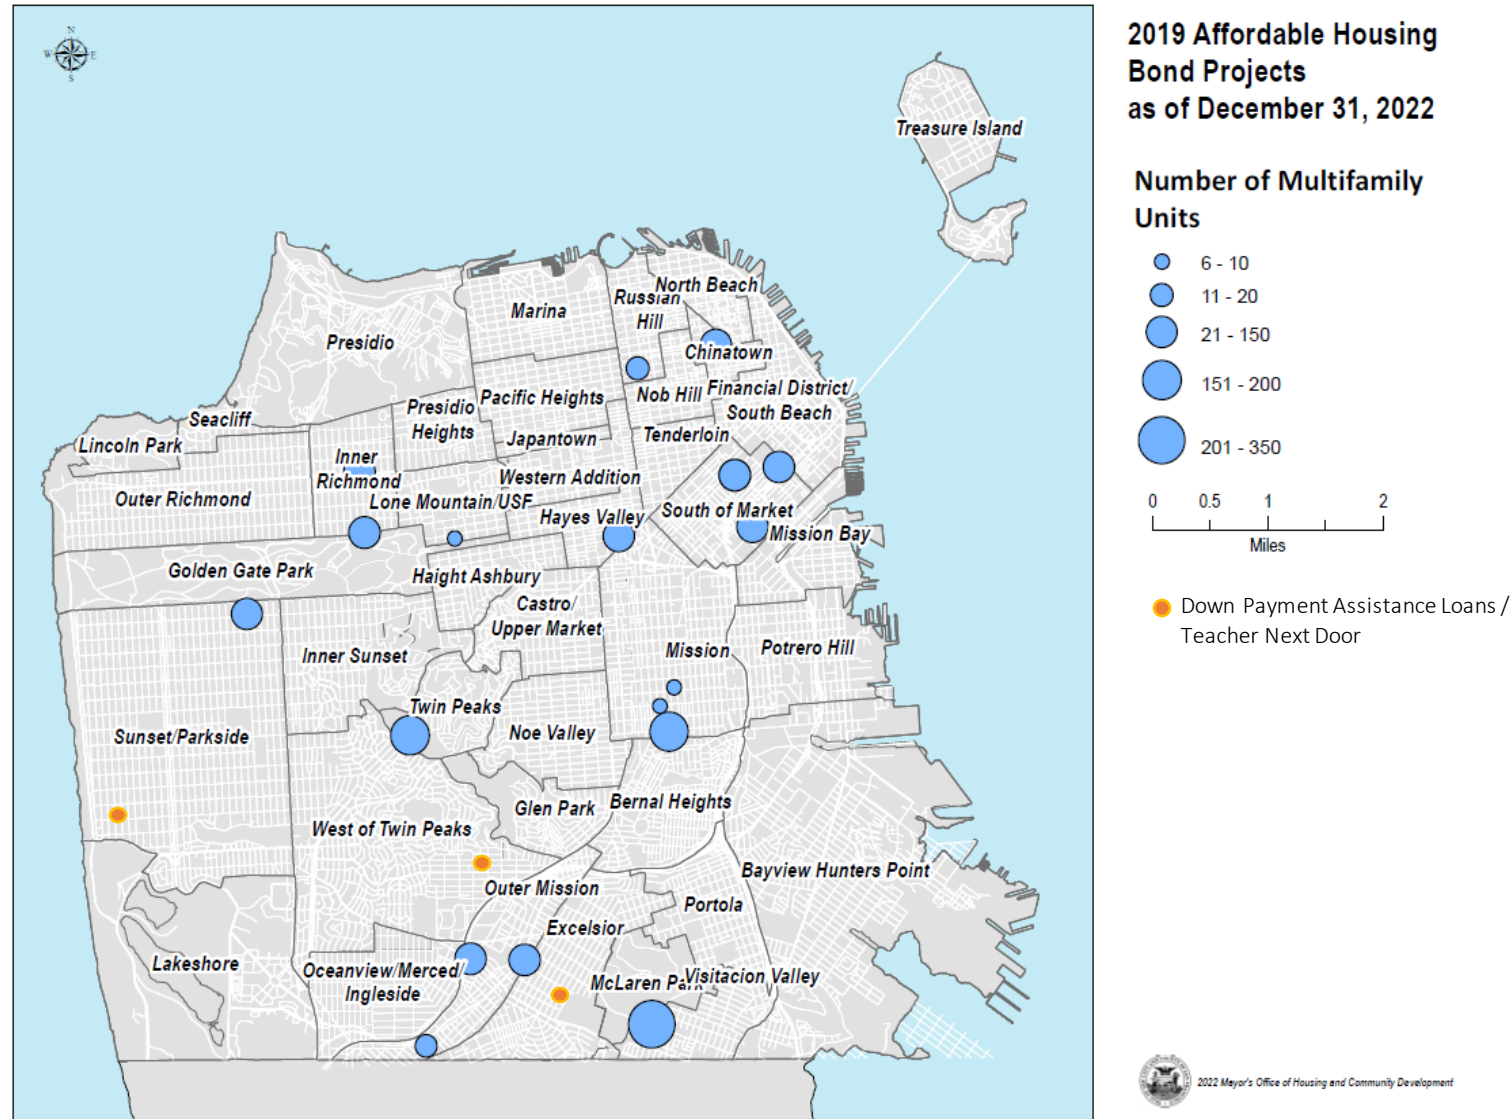 2019 Affordable Housing
Bond Projects
as of December 31, 2022
Number of Multifamily
Units
6 - 10
11 - 20
21 - 150
151 - 200
201 - 350
0 0.5 1 2
Miles
Down Payment Assistance Loans /
Teacher Next Door
2022 Mayor's Office of Housing and Community Development
N
W E
S
Treasure Island
North Beach
Russian
Hill
Marina
Presidio
Chinatown
Nob Hill
Financial District/
South Beach
Pacific Heights
Presidio
Heights
Seacliff
Lincoln Park
Japantown
Tenderloin
Inner
Richmond
Outer Richmond
Western Addition
Lone Mountain/USF
Hayes Valley
South of Market
Mission Bay
Golden Gate Park
Haight Ashbury
Castro/
Upper Market
Inner Sunset
Mission
Potrero Hill
Twin Peaks
Noe Valley
Sunset/Parkside
Glen Park
Bernal Heights
West of Twin Peaks
Bayview Hunters Point
Outer Mission
Portola
Excelsior
Lakeshore
Oceanview/Merced/
Ingleside
McLaren Park
Visitacion Valley